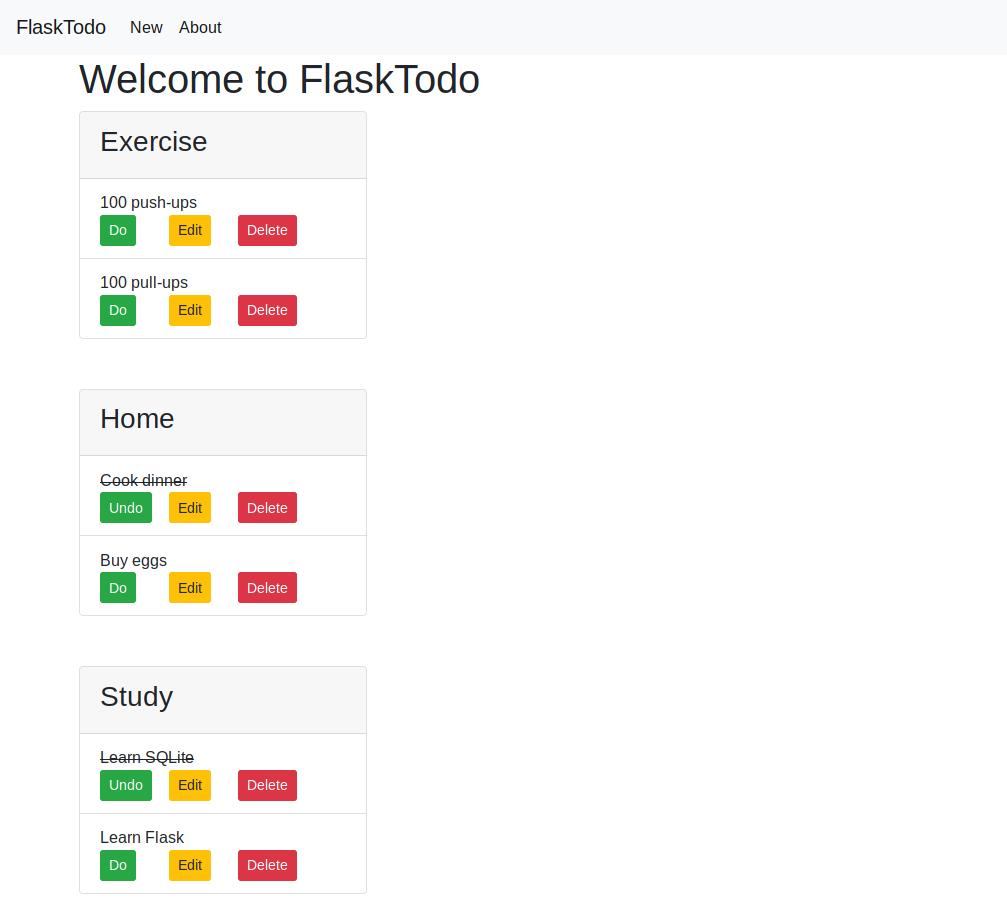 FlaskTodo New About
Welcome to FlaskTodo
Exercise
100 push-ups
Do Edit Delete
100 pull-ups
Do Edit Delete
Home
Cook dinner
Undo Edit Delete
Buy eggs
Do Edit Delete
Study
Learn SQLite
Undo Edit Delete
Learn Flask
Do Edit Delete